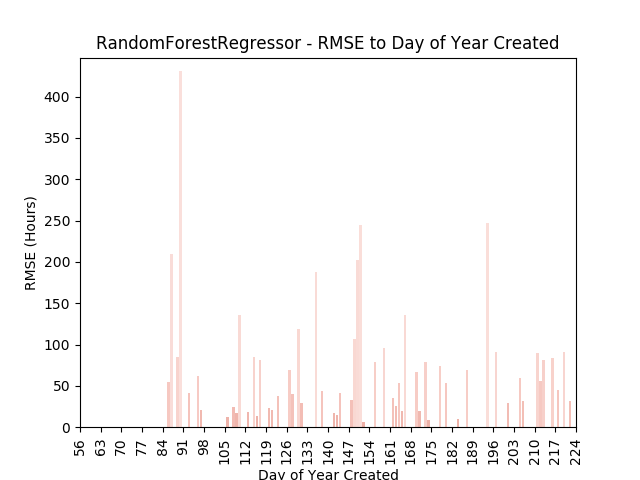 RandomForestRegressor - RMSE to Day of Year Created
RMSE (Hours)
400
350
300
250
200
150
100
50
0
56 63 70 77 84 91 98 105 112 119 126 133 140 147 154 161 168 175 182 189 196 203 210 217 224
Day of Year Created